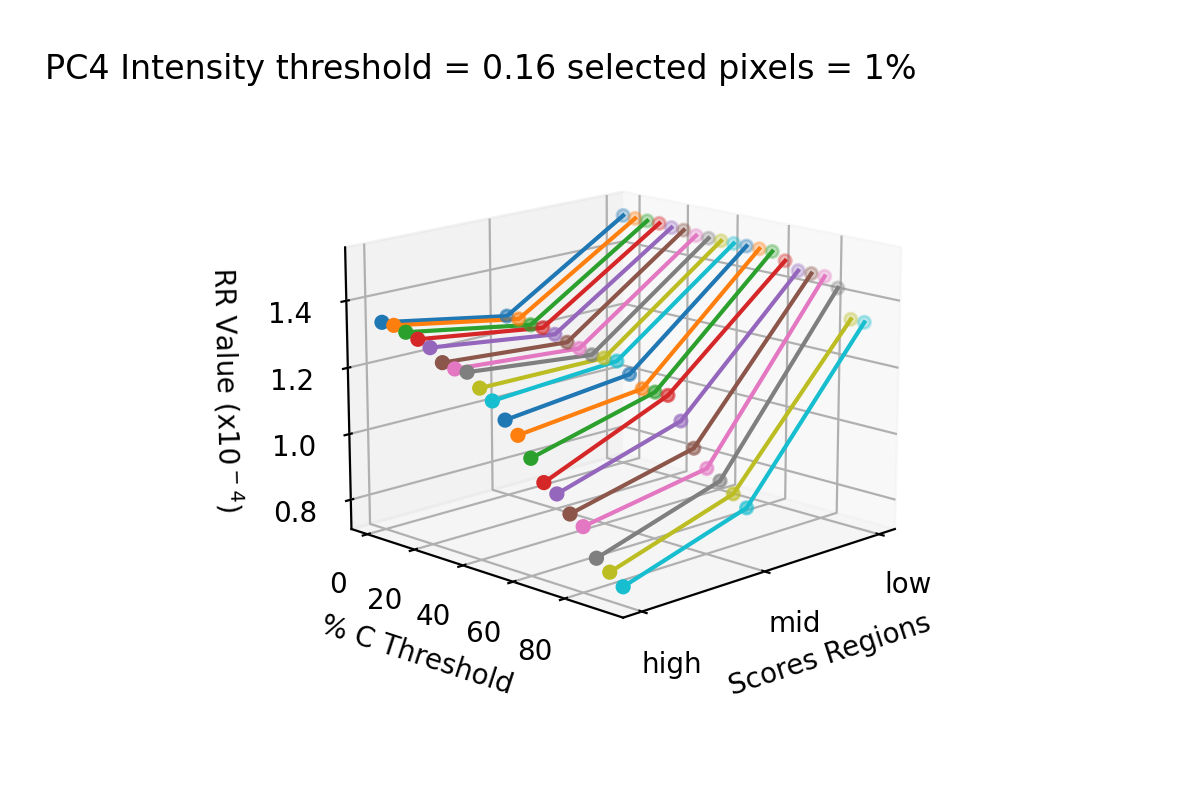 PC4 Intensity threshold = 0.16 selected pixels = 1%
RR Value (x10⁻⁴)
1.4
1.2
1.0
0.8
0
20
40
60
80
% C Threshold
high
mid
low
Scores Regions